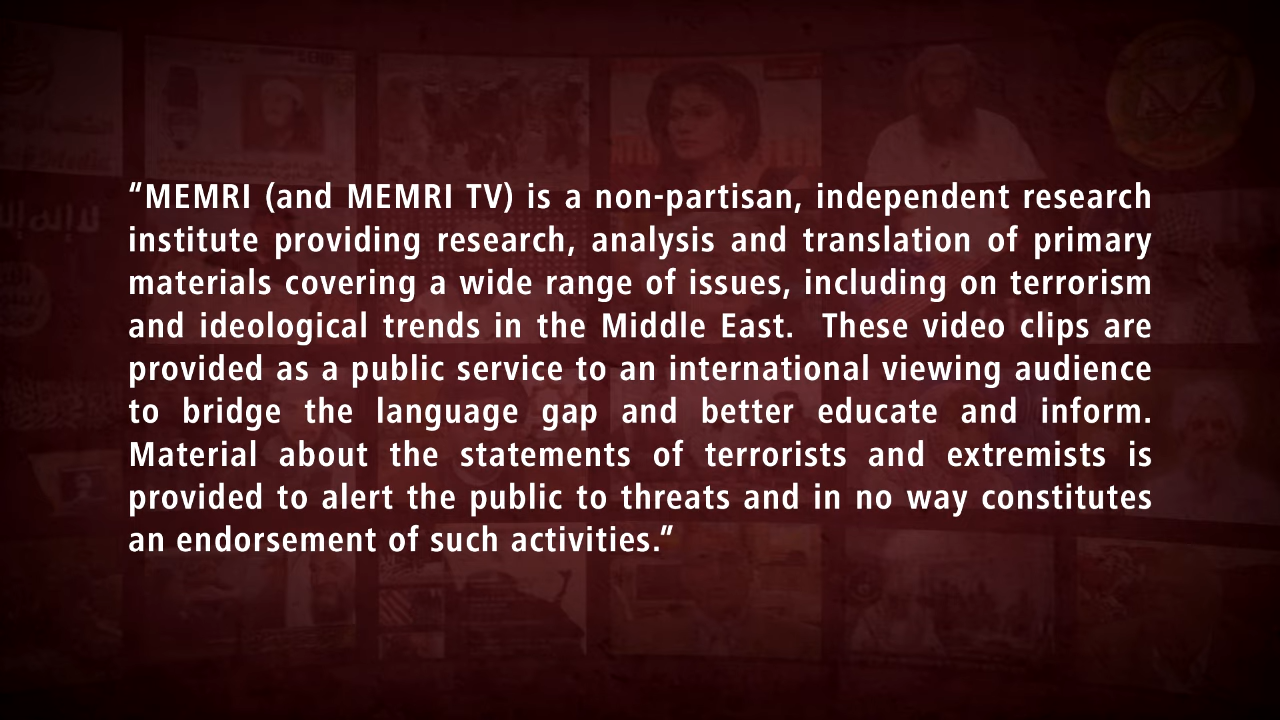 “MEMRI (and MEMRI TV) is a non-partisan, independent research
institute providing research, analysis and translation of primary
materials covering a wide range of issues, including on terrorism
and ideological trends in the Middle East.  These video clips are
provided as a public service to an international viewing audience
to bridge the language gap and better educate and inform.
Material about the statements of terrorists and extremists is
provided to alert the public to threats and in no way constitutes
an endorsement of such activities.”